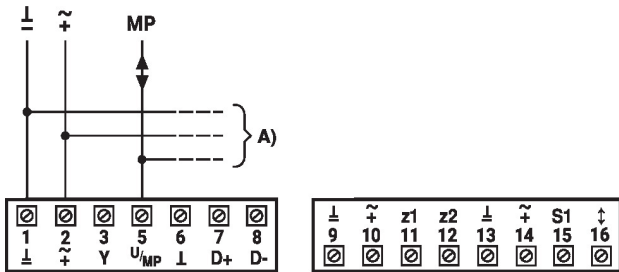 ⊥ ~ MP
− +
A)
1 2 3 5 6 7 8
⊥ ~+ Y U/MP ⊥ D+ D-
⊥ ~+ z1 z2 ⊥ ~+ S1 ↕
9 10 11 12 13 14 15 16